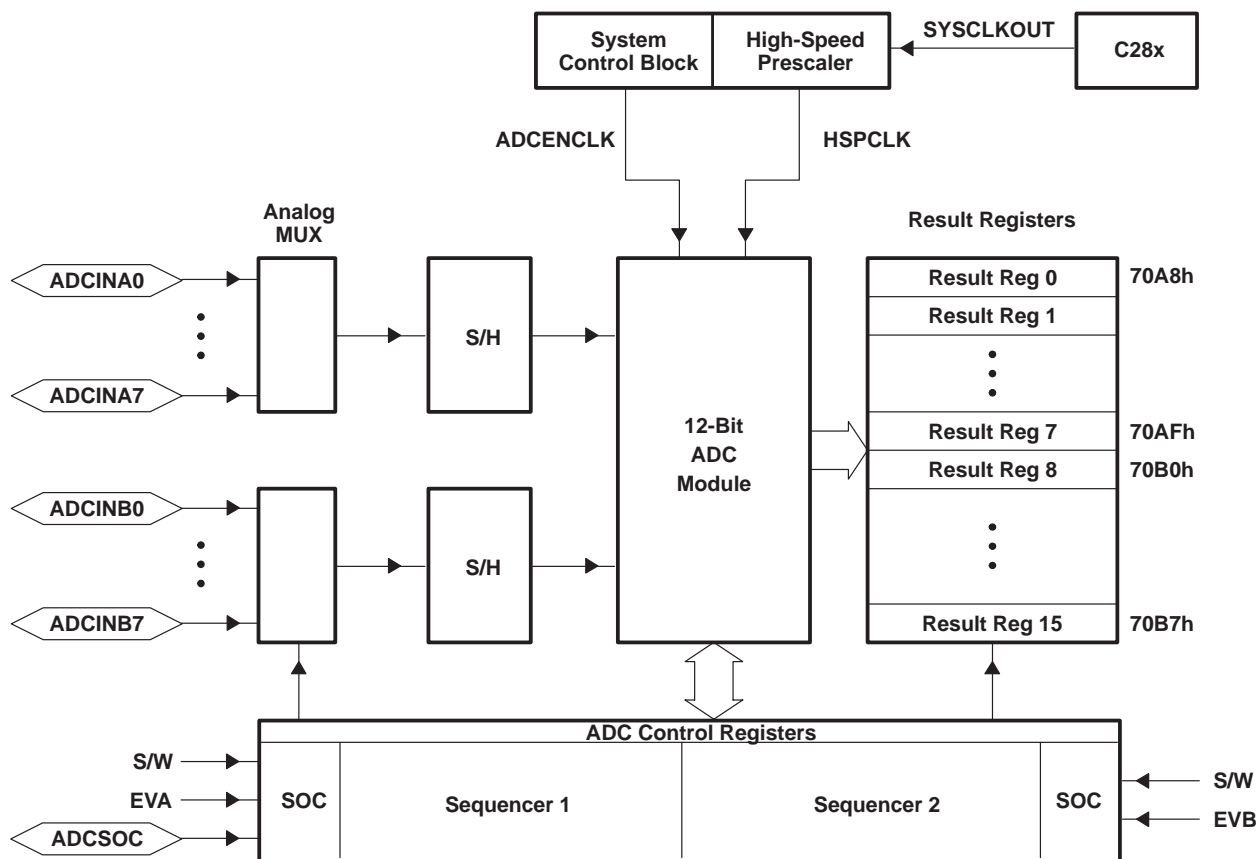 System
Control Block
High-Speed
Prescaler
SYSCLKOUT
C28x
ADCENCLK
HSPCLK
Analog
MUX
Result Registers
ADCINA0
ADCINA7
S/H
12-Bit
ADC
Module
Result Reg 0
70A8h
Result Reg 1
Result Reg 7
70AFh
Result Reg 8
70B0h
ADCINB0
ADCINB7
S/H
Result Reg 15
70B7h
ADC Control Registers
S/W
EVA
ADCSOC
SOC
Sequencer 1
Sequencer 2
SOC
S/W
EVB